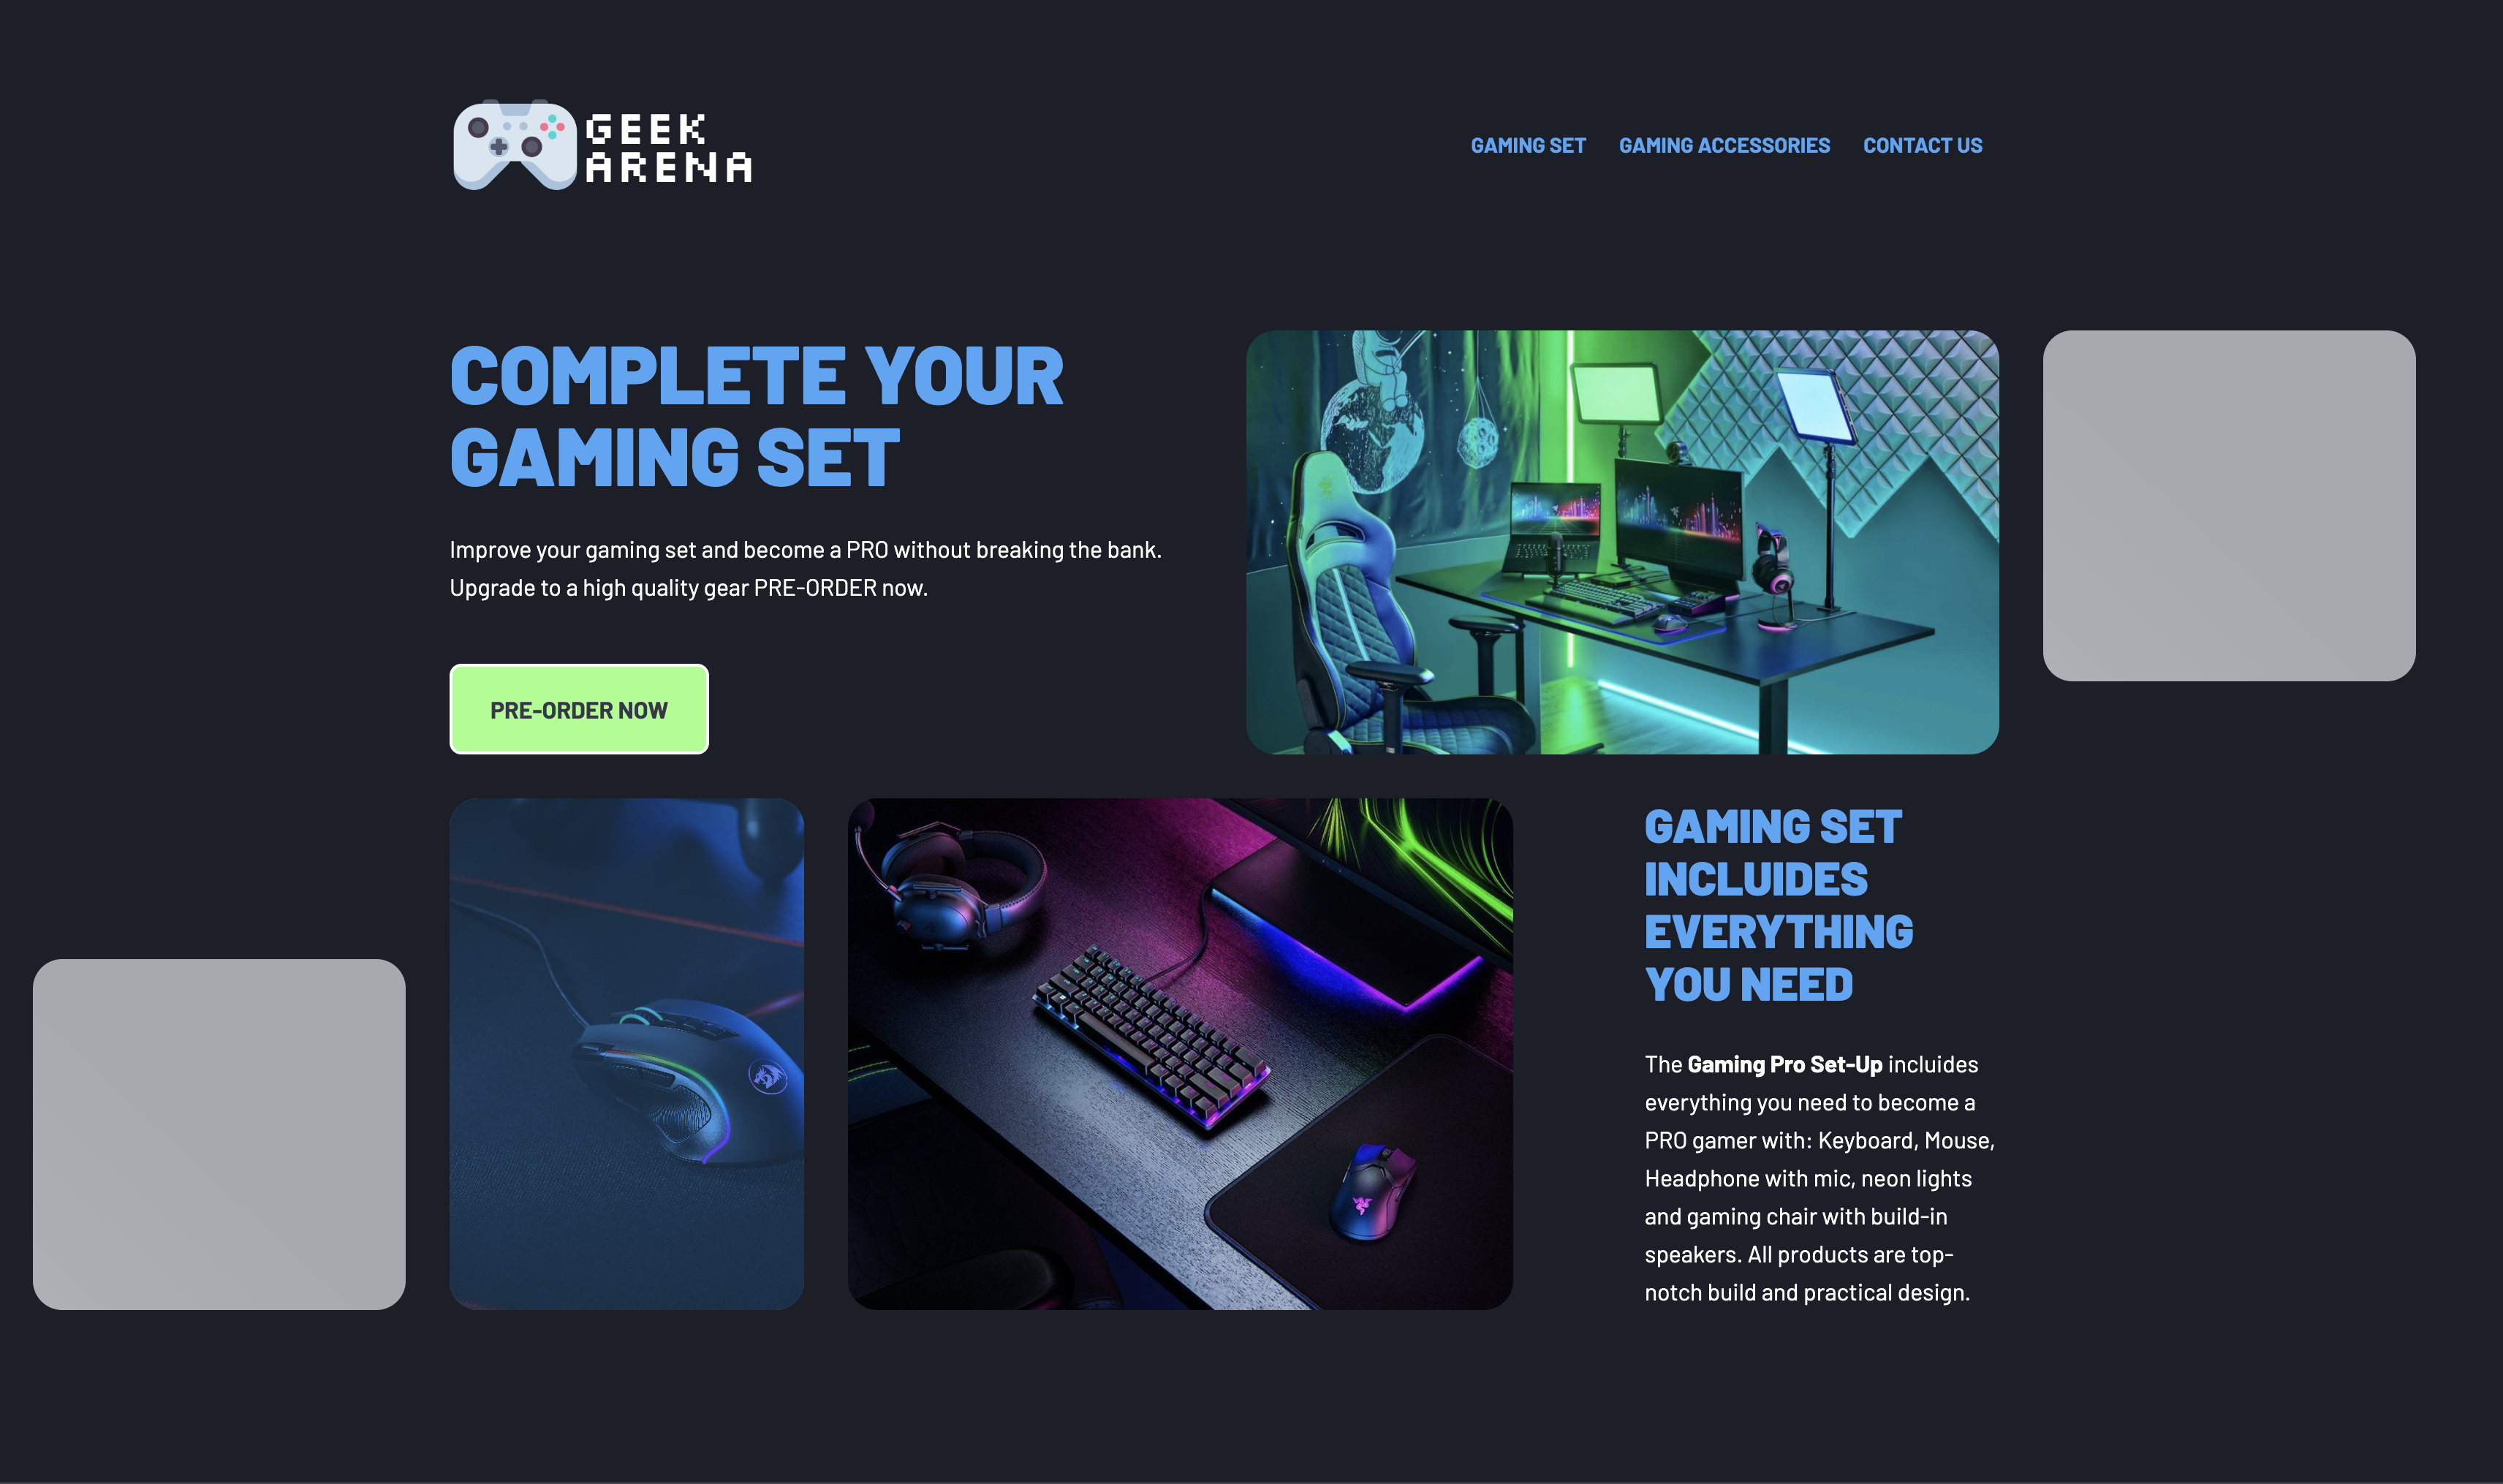 GEEK
ARENA
GAMING SET GAMING ACCESSORIES CONTACT US
COMPLETE YOUR
GAMING SET
Improve your gaming set and become a PRO without breaking the bank.
Upgrade to a high quality gear PRE-ORDER now.
PRE-ORDER NOW
GAMING SET
INCLUIDES
EVERYTHING
YOU NEED
The Gaming Pro Set-Up incluides
everything you need to become a
PRO gamer with: Keyboard, Mouse,
Headphone with mic, neon lights
and gaming chair with build-in
speakers. All products are top-
notch build and practical design.